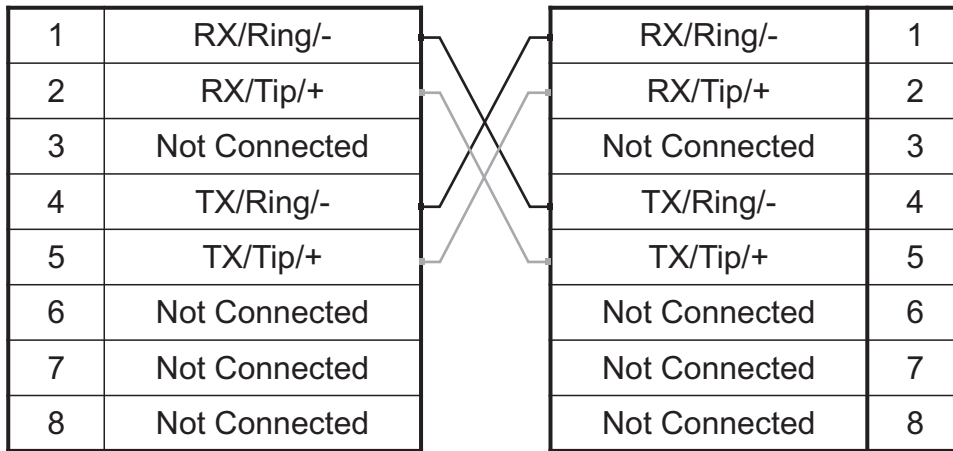 1 RX/Ring/- RX/Ring/- 1
2 RX/Tip/+ RX/Tip/+ 2
3 Not Connected Not Connected 3
4 TX/Ring/- TX/Ring/- 4
5 TX/Tip/+ TX/Tip/+ 5
6 Not Connected Not Connected 6
7 Not Connected Not Connected 7
8 Not Connected Not Connected 8